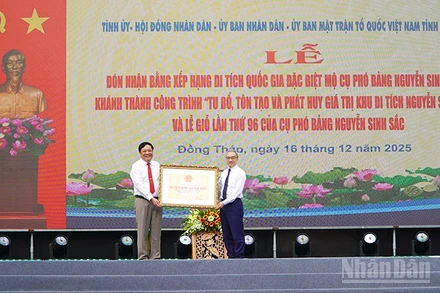 TỈNH ỦY - HỘI ĐỒNG NHÂN DÂN - ỦY BAN NHÂN DÂN - ỦY BAN MẶT TRẬN TỔ QUỐC VIỆT NAM TỈNH
LỄ
ĐÓN NHẬN BẰNG XẾP HẠNG DI TÍCH QUỐC GIA ĐẶC BIỆT MỘ CỤ PHÓ BẢNG NGUYỄN SIN
KHÁNH THÀNH CÔNG TRÌNH "TU BỔ, TÔN TẠO VÀ PHÁT HUY GIÁ TRỊ KHU DI TÍCH NGUYỄN S
VÀ LỄ GIỖ LẦN THỨ 96 CỦA CỤ PHÓ BẢNG NGUYỄN SINH SẮC
Đồng Tháp, ngày 16 tháng 12 năm 2025
NhânDân